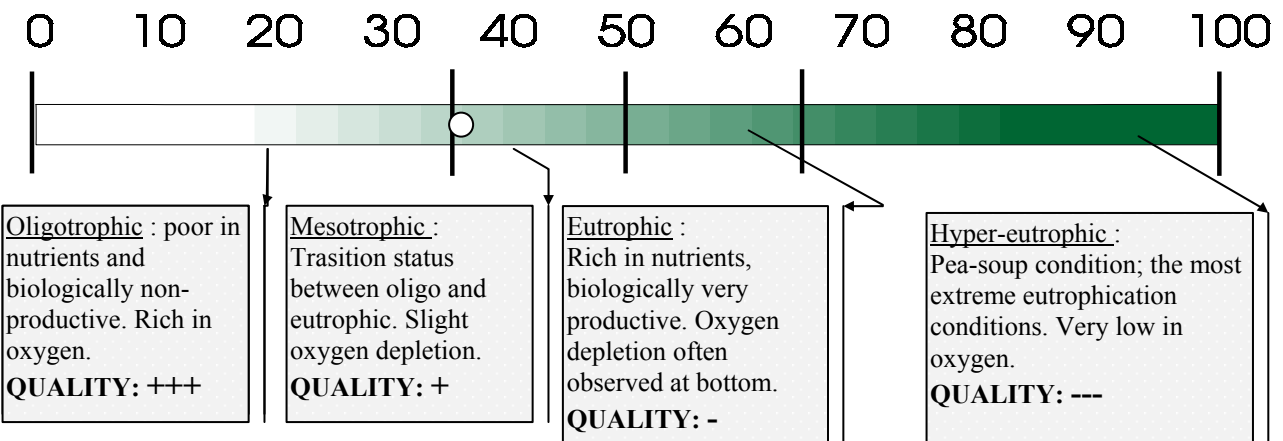 0 10 20 30 40 50 60 70 80 90 100
Oligotrophic : poor in
nutrients and
biologically non-
productive. Rich in
oxygen.
QUALITY: +++
Mesotrophic :
Trasition status
between oligo and
eutrophic. Slight
oxygen depletion.
QUALITY: +
Eutrophic :
Rich in nutrients,
biologically very
productive. Oxygen
depletion often
observed at bottom.
QUALITY: -
Hyper-eutrophic :
Pea-soup condition; the most
extreme eutrophication
conditions. Very low in
oxygen.
QUALITY: ---